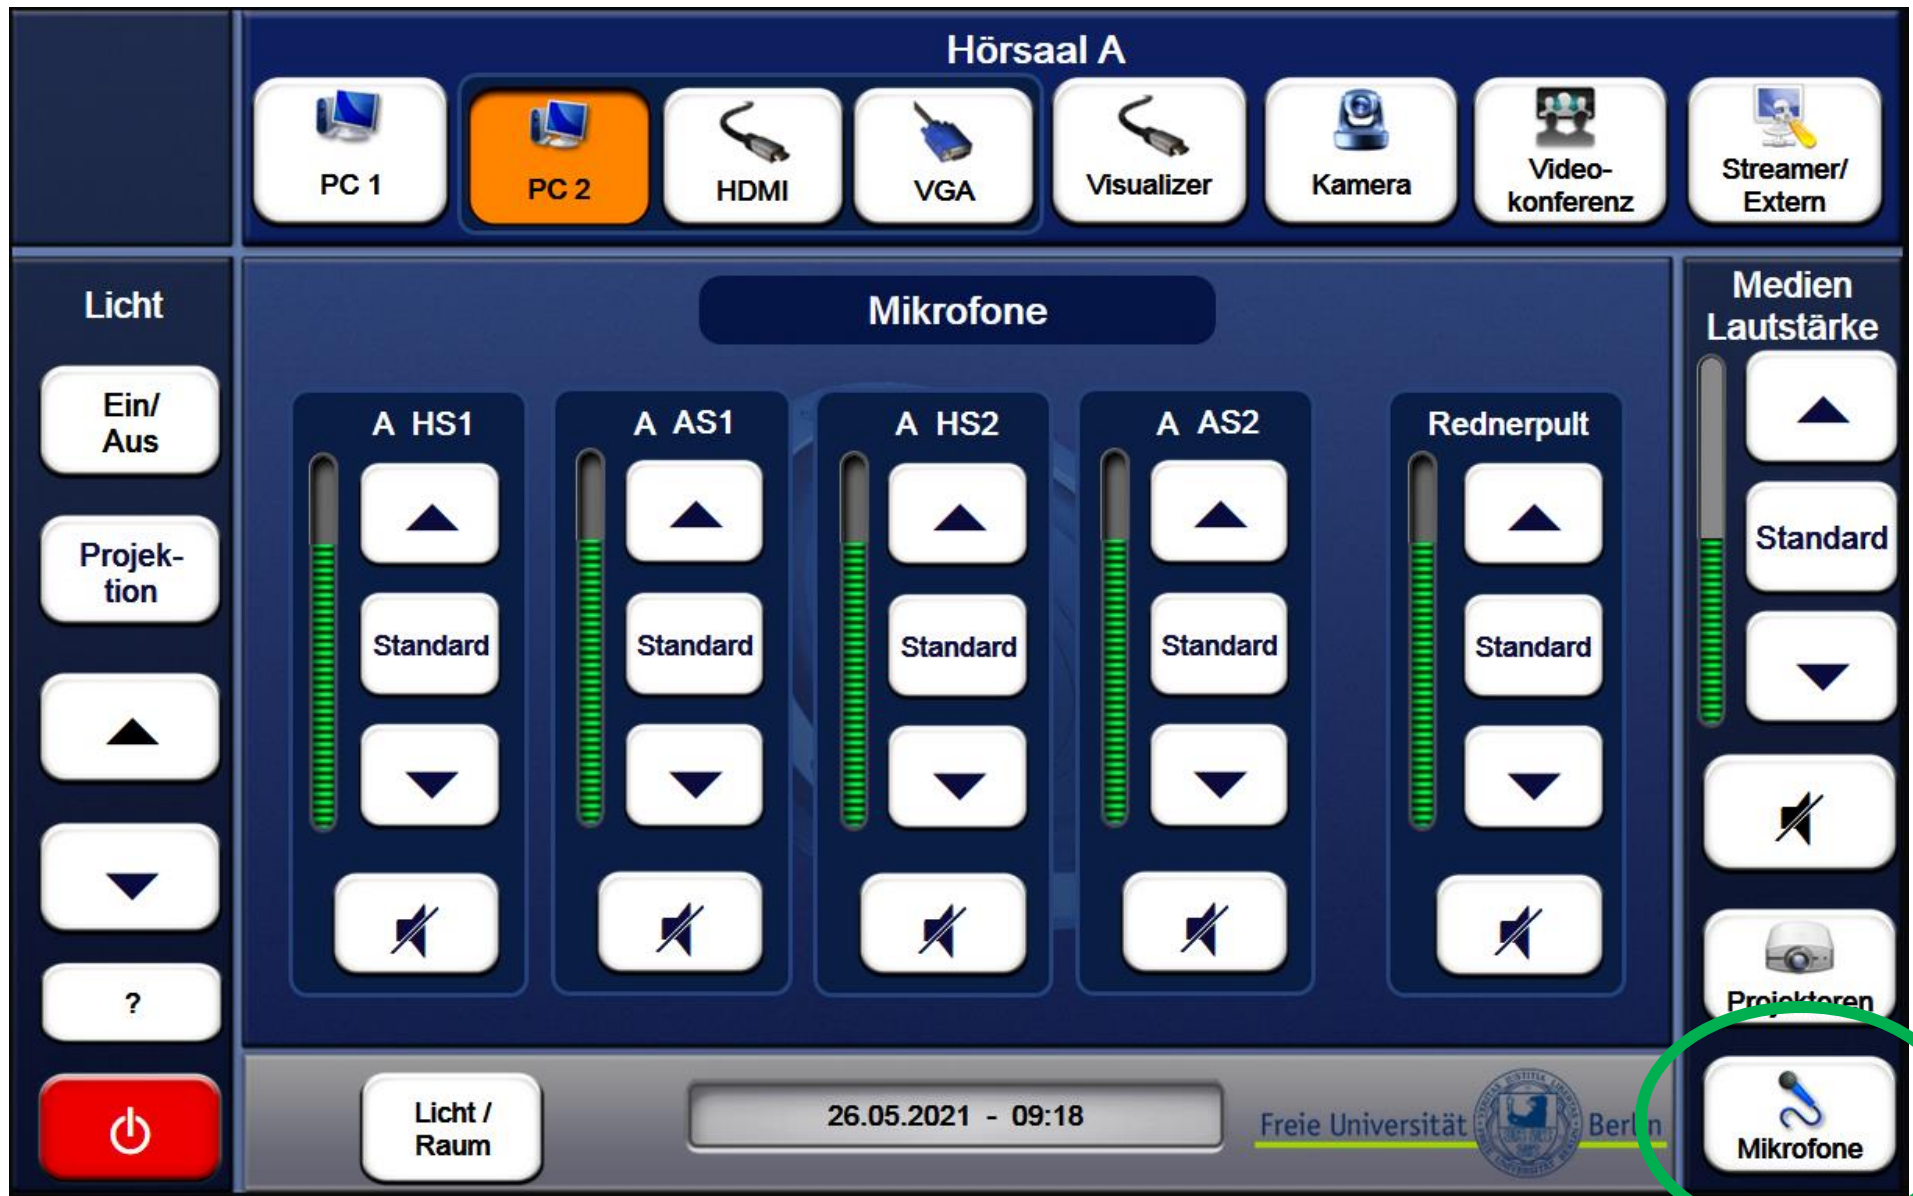 Hörsaal A
PC 1
PC 2
HDMI
VGA
Visualizer
Kamera
Video-
konferenz
Streamer/
Extern
Licht
Ein/
Aus
Projek-
tion
?
Mikrofone
A HS1
Standard
A AS1
Standard
A HS2
Standard
A AS2
Standard
Rednerpult
Standard
Medien
Lautstärke
Standard
Projektoren
Mikrofone
Licht /
Raum
26.05.2021 - 09:18
Freie Universität Berlin